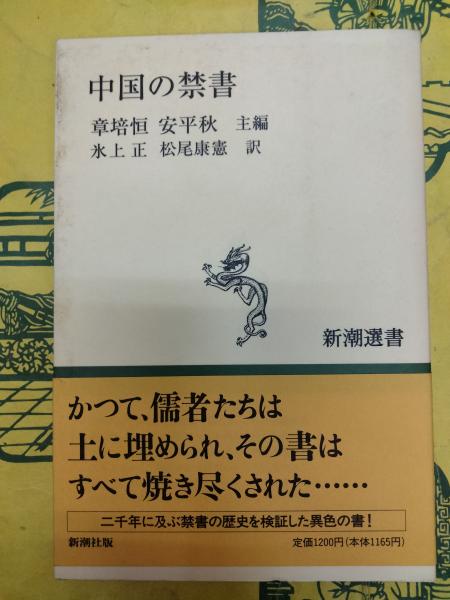 中国の禁書
章培恒 安平秋 主編
氷上正 松尾康憲 訳
新潮選書
かつて、儒者たちは
土に埋められ、その書は
すべて焼き尽くされた……
二千年に及ぶ禁書の歴史を検証した異色の書!
新潮社版 定価1200円(本体1165円)